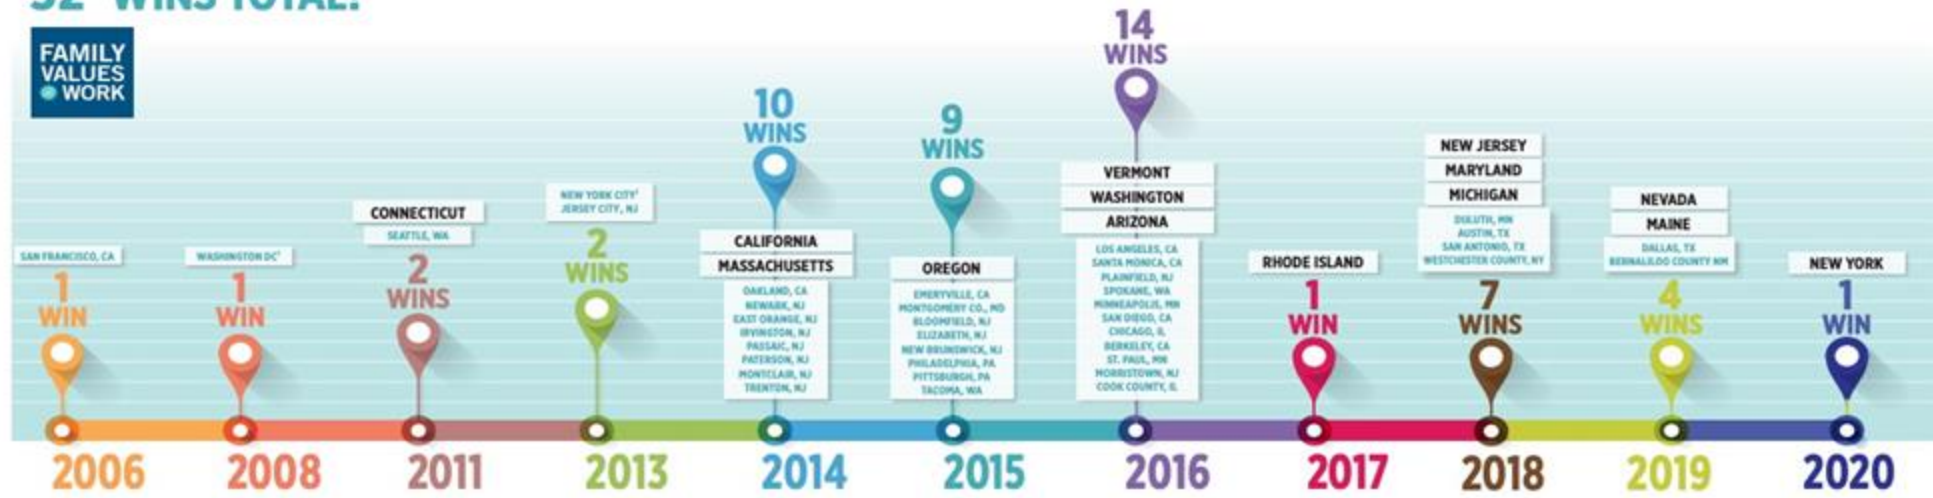 52* WINS TOTAL:
FAMILY
VALUES
WORK
SAN FRANCISCO, CA
1
WIN
2006
WASHINGTON DC*
1
WIN
2008
CONNECTICUT
SEATTLE, WA
2
WINS
2011
NEW YORK CITY*
JERSEY CITY, NJ
2
WINS
2013
10
WINS
CALIFORNIA
MASSACHUSETTS
OAKLAND, CA
NEWARK, NJ
EAST ORANGE, NJ
IRVINGTON, NJ
PASSAIC, NJ
PATERSON, NJ
MONTCLAIR, NJ
TRENTON, NJ
2014
9
WINS
OREGON
EMERYVILLE, CA
MONTGOMERY CO., MD
BLOOMFIELD, NJ
ELIZABETH, NJ
NEW BRUNSWICK, NJ
PHILADELPHIA, PA
PITTSBURGH, PA
TACOMA, WA
2015
14
WINS
VERMONT
WASHINGTON
ARIZONA
LOS ANGELES, CA
SANTA MONICA, CA
PLAINFIELD, NJ
SPOKANE, WA
MINNEAPOLIS, MN
SAN DIEGO, CA
CHICAGO, IL
BERKELEY, CA
ST. PAUL, MN
MORRISTOWN, NJ
COOK COUNTY, IL
2016
RHODE ISLAND
1
WIN
2017
NEW JERSEY
MARYLAND
MICHIGAN
DULUTH, MN
AUSTIN, TX
SAN ANTONIO, TX
WESTCHESTER COUNTY, NY
7
WINS
2018
NEVADA
MAINE
DALLAS, TX
BERNALILOO COUNTY NM
4
WINS
2019
NEW YORK
1
WIN
2020